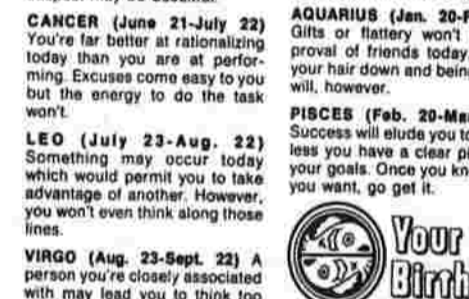 CANCER (June 21-July 22)
You're far better at rationalizing
today than you are at perfor-
ming. Excuses come easy to you
but the energy to do the task
won't.
LEO (July 23-Aug. 22)
Something may occur today
which would permit you to take
advantage of another. However,
you won't even think along those
lines.
VIRGO (Aug. 23-Sept. 22) A
person you're closely associated
with may lead you to think too
AQUARIUS (Jan. 20-
Gifts or flattery won't
proval of friends today.
your hair down and being
will, however.
PISCES (Feb. 20-Mar
Success will elude you to
less you have a clear pi
your goals. Once you kn
you want, go get it.
Your
Birth